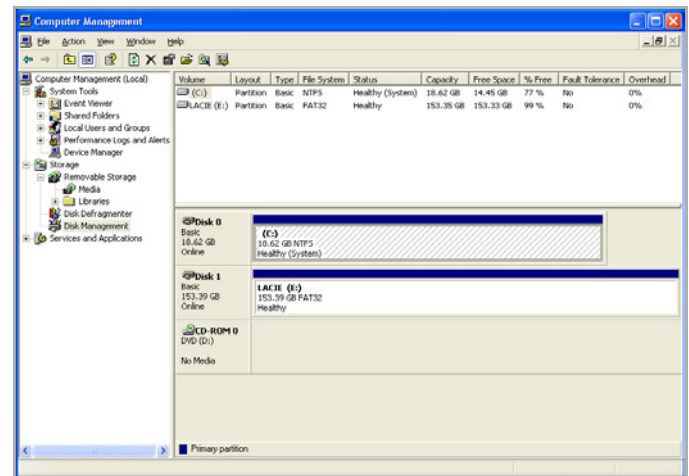 Computer Management
File Action View Window Help
Computer Management (Local)
System Tools
Event Viewer
Shared Folders
Local Users and Groups
Performance Logs and Alerts
Device Manager
Storage
Removable Storage
Media
Libraries
Disk Defragmenter
Disk Management
Services and Applications
Volume Layout Type File System Status Capacity Free Space % Free Fault Tolerance Overhead
(C:) Partition Basic NTFS Healthy (System) 18.62 GB 14.45 GB 77 % No 0%
LACIE (E:) Partition Basic FAT32 Healthy 153.35 GB 153.33 GB 99 % No 0%
Disk 0
Basic
18.62 GB
Online
(C:)
18.62 GB NTFS
Healthy (System)
Disk 1
Basic
153.39 GB
Online
LACIE (E:)
153.39 GB FAT32
Healthy
CD-ROM 0
DVD (D:)
No Media
Primary partition